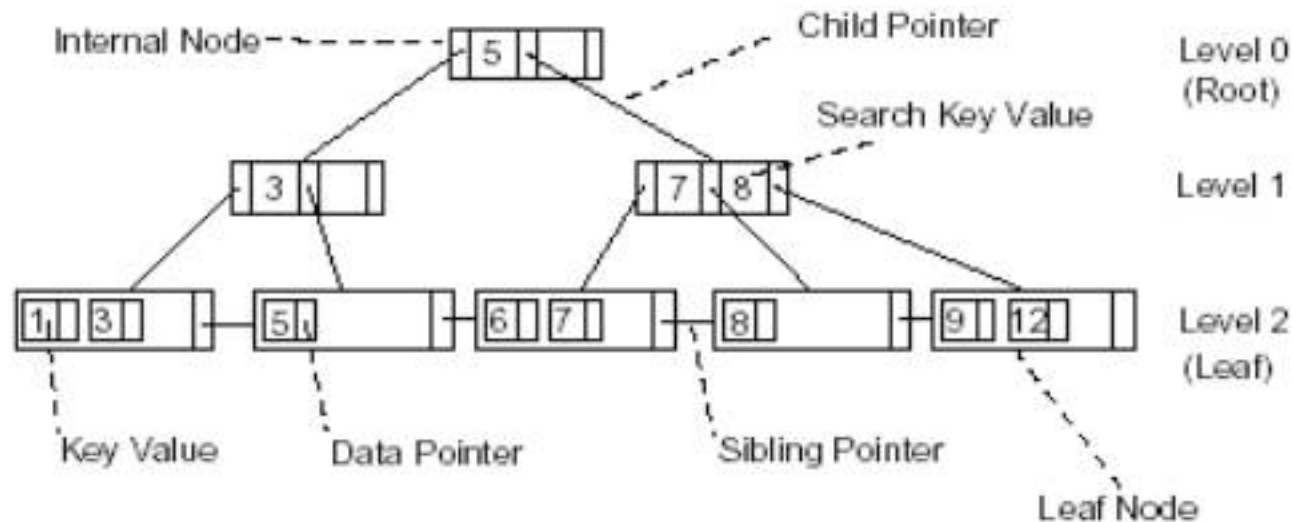 Internal Node
5
Child Pointer
Level 0
(Root)
Search Key Value
3
7 8
Level 1
1 3 5 6 7 8 9 12
Level 2
(Leaf)
Key Value
Data Pointer
Sibling Pointer
Leaf Node